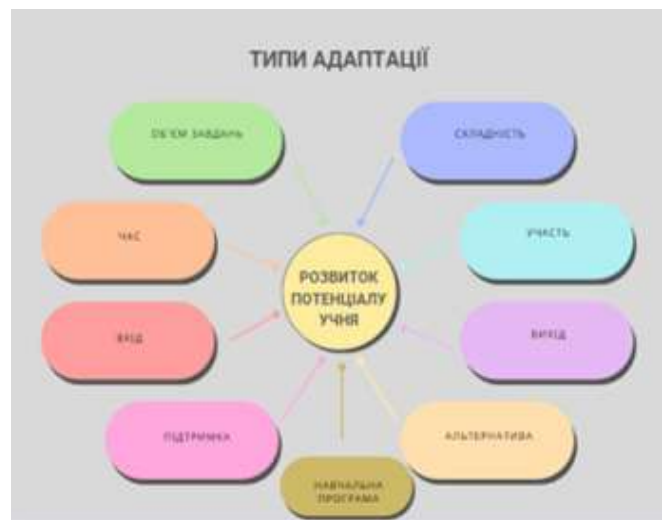 ТИПИ АДАПТАЦІЇ
ОБ'ЄМ ЗАВДАНЬ
СКЛАДНІСТЬ
ЧАС
УЧАСТЬ
РОЗВИТОК
ПОТЕНЦІАЛУ
УЧНЯ
ВХІД
ВИХІД
ПІДТРИМКА
АЛЬТЕРНАТИВА
НАВЧАЛЬНА
ПРОГРАМА